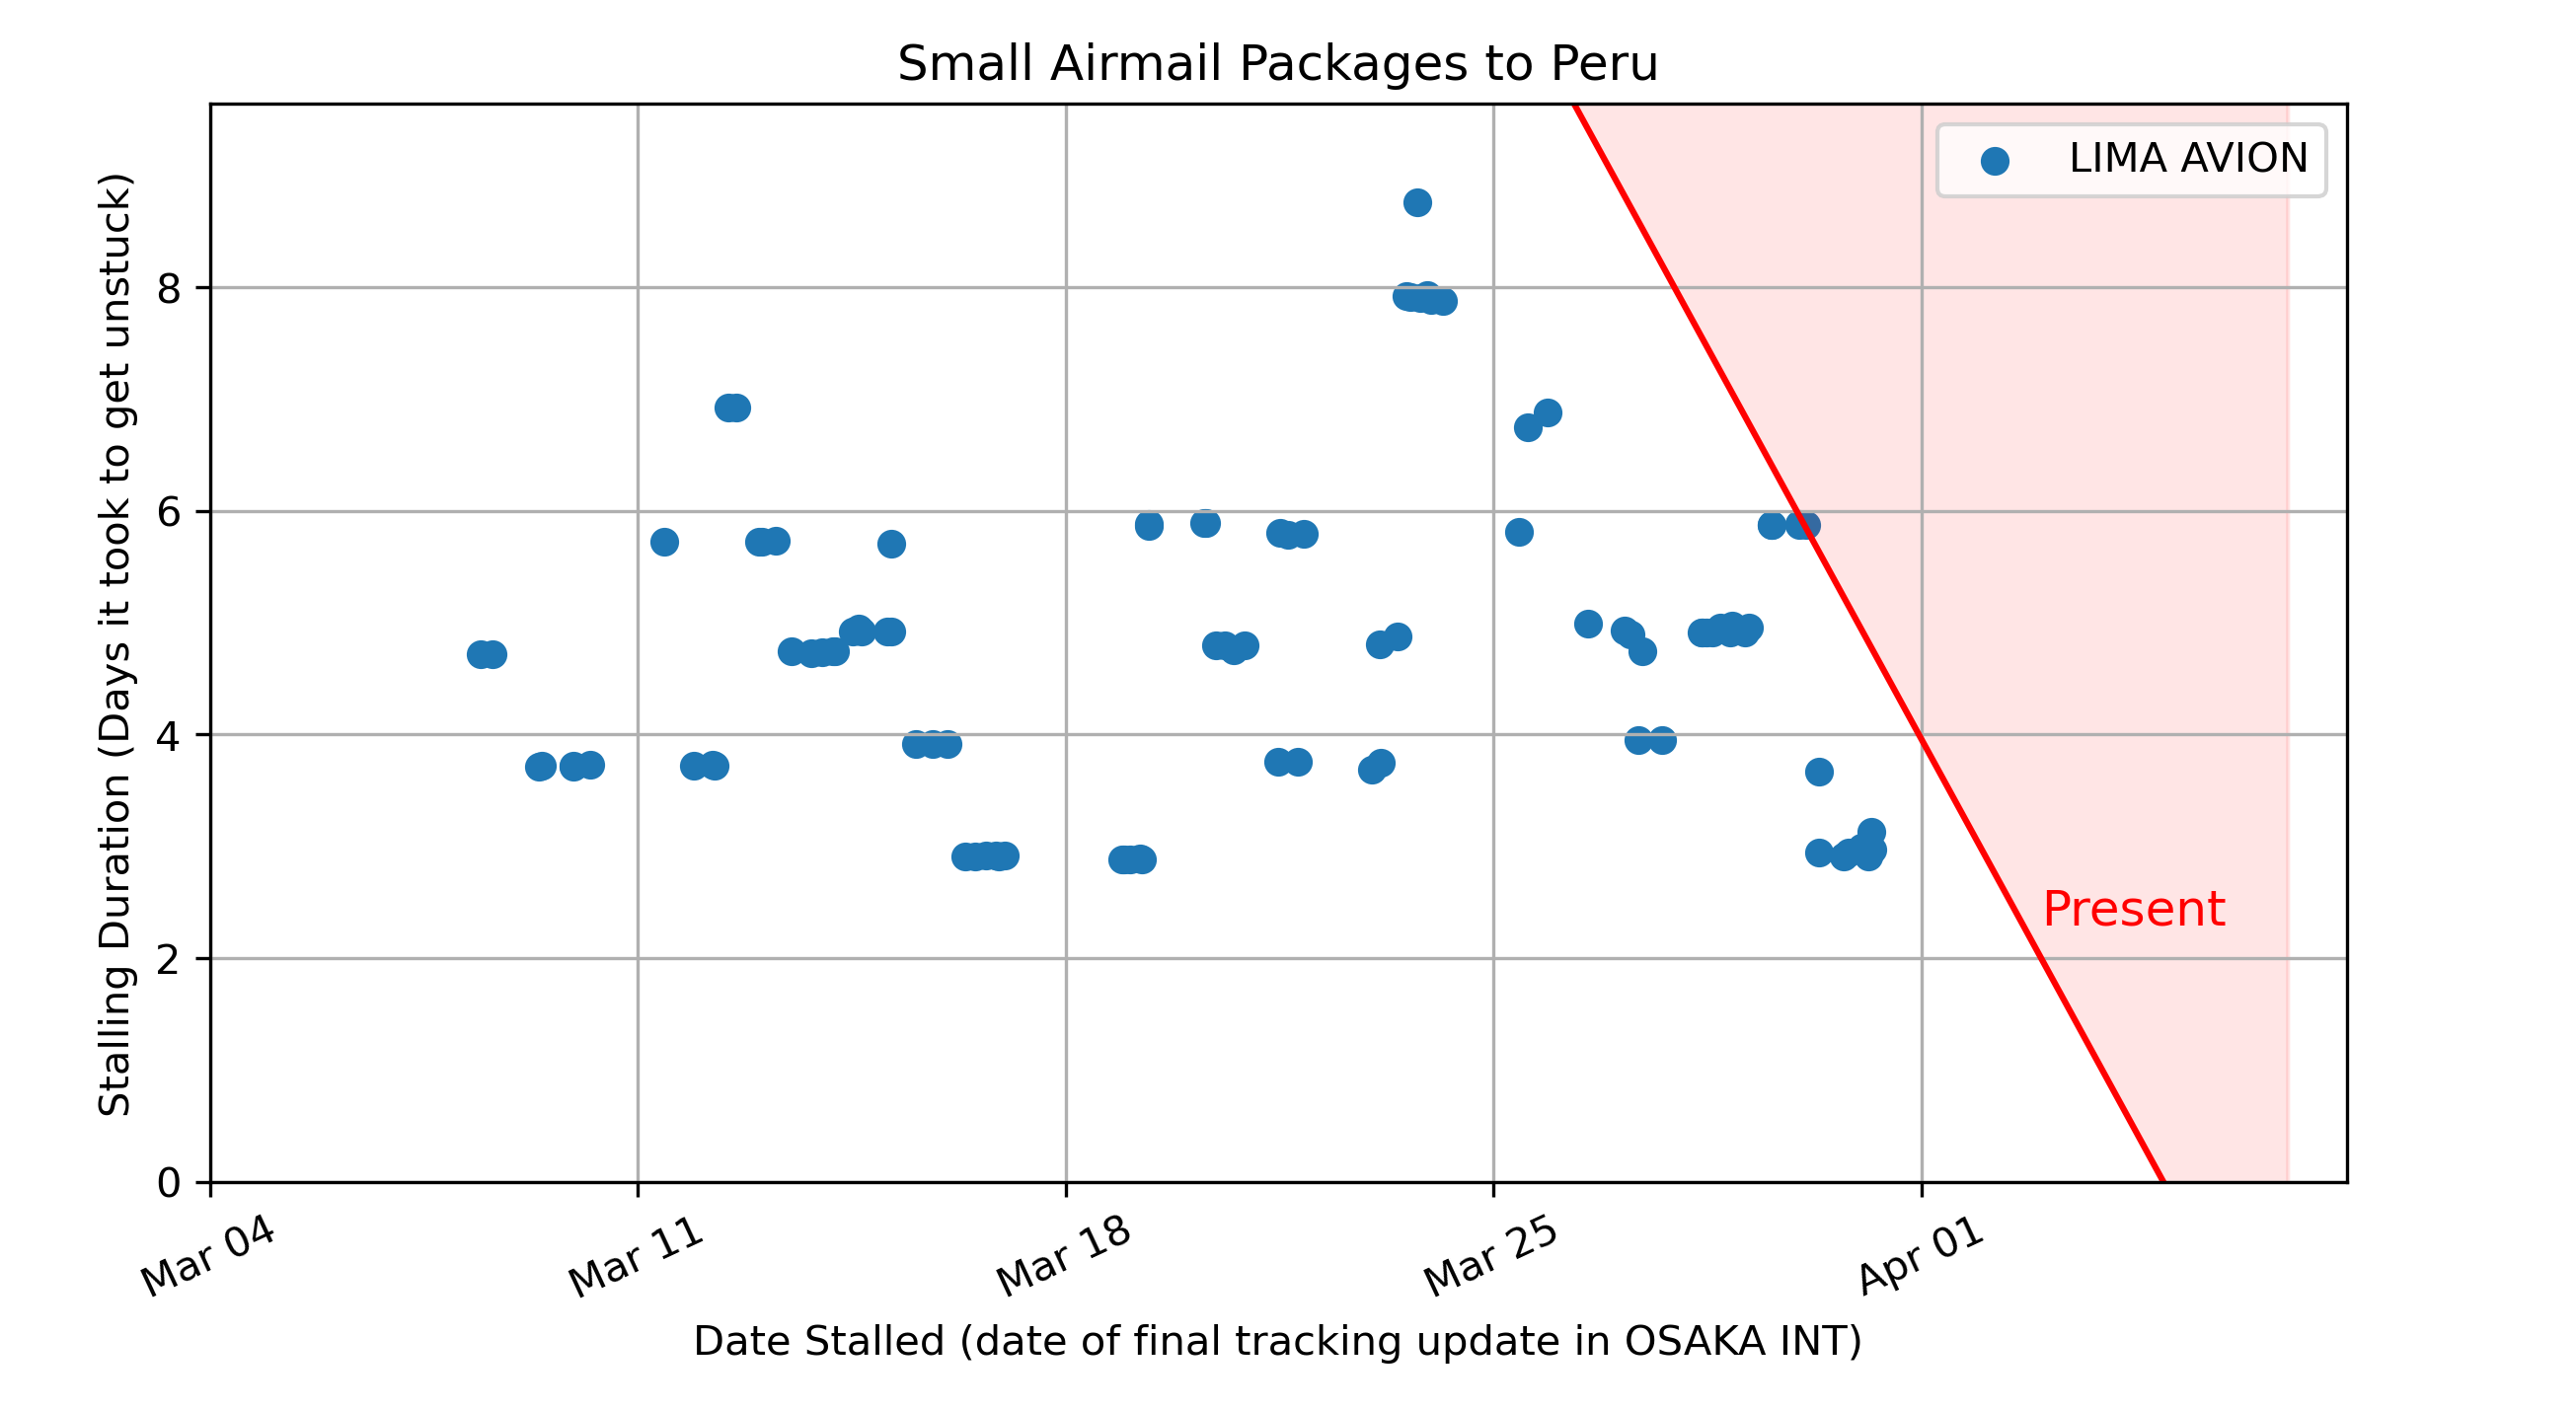 Small Airmail Packages to Peru
LIMA AVION
Stalling Duration (Days it took to get unstuck)
8
6
4
2
0
Present
Mar 04
Mar 11
Mar 18
Mar 25
Apr 01
Date Stalled (date of final tracking update in OSAKA INT)